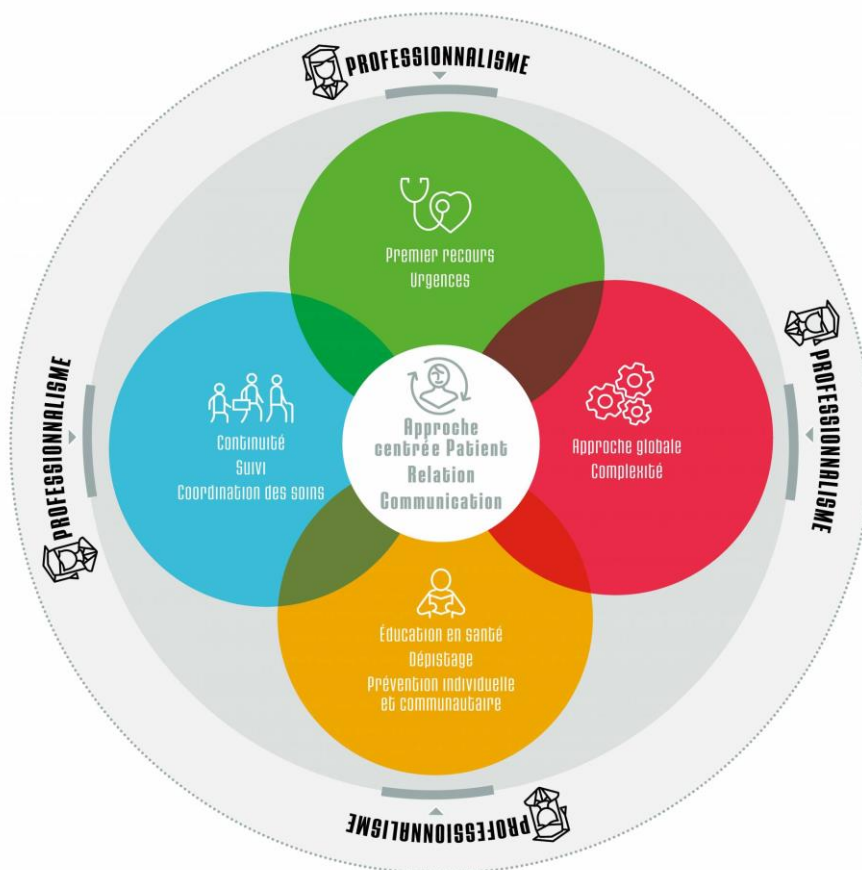 PROFESSIONNALISME
Premier recours
Urgences
PROFESSIONNALISME
Continuité
Suivi
Coordination des soins
Approche
centrée Patient
Relation
Communication
Approche globale
Complexité
PROFESSIONNALISME
Éducation en santé
Dépistage
Prévention individuelle
et communautaire
PROFESSIONNALISME